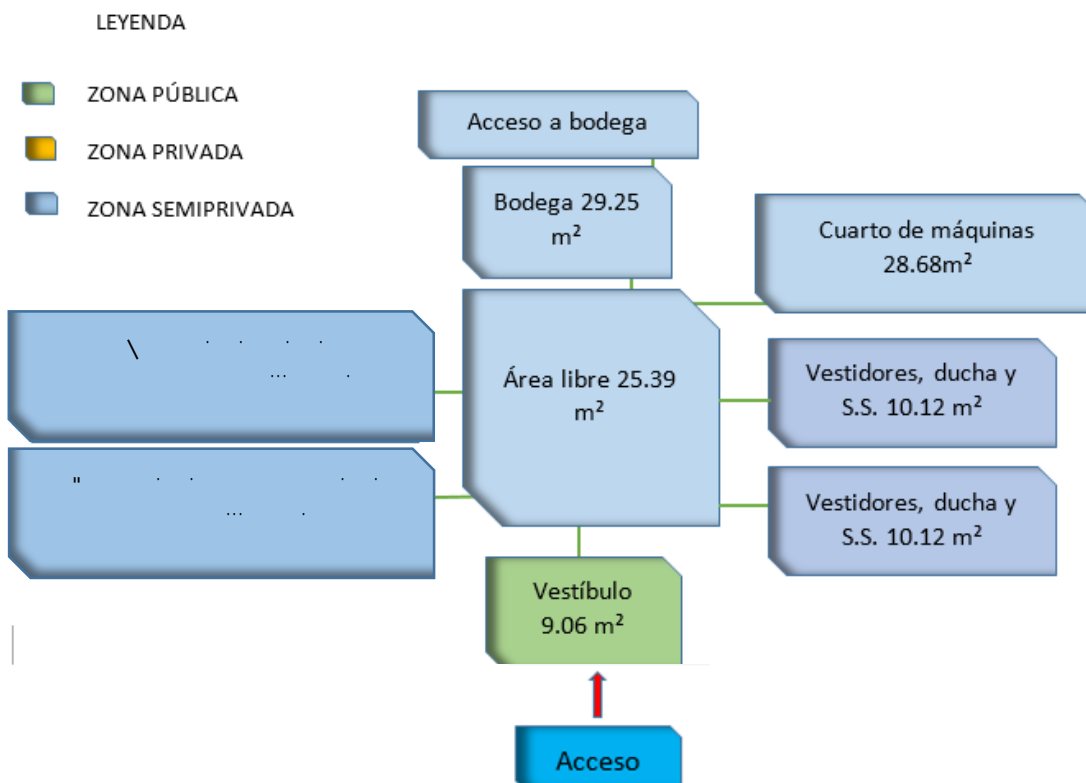 LEYENDA
ZONA PÚBLICA
ZONA PRIVADA
ZONA SEMIPRIVADA
Acceso a bodega
Bodega 29.25
m²
Cuarto de máquinas
28.68m²
Área libre 25.39
m²
Vestidores, ducha y
S.S. 10.12 m²
Vestidores, ducha y
S.S. 10.12 m²
Vestíbulo
9.06 m²
Acceso